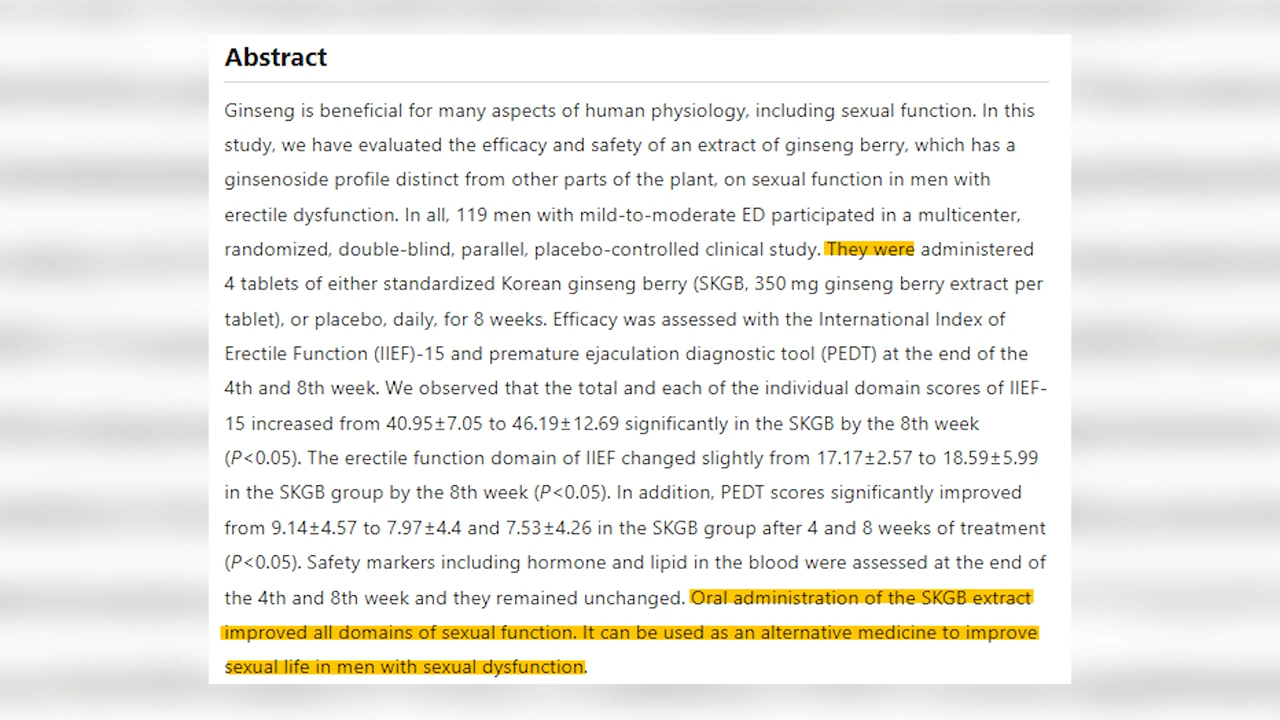 Abstract
Ginseng is beneficial for many aspects of human physiology, including sexual function. In this
study, we have evaluated the efficacy and safety of an extract of ginseng berry, which has a
ginsenoside profile distinct from other parts of the plant, on sexual function in men with
erectile dysfunction. In all, 119 men with mild-to-moderate ED participated in a multicenter,
randomized, double-blind, parallel, placebo-controlled clinical study. They were administered
4 tablets of either standardized Korean ginseng berry (SKGB, 350 mg ginseng berry extract per
tablet), or placebo, daily, for 8 weeks. Efficacy was assessed with the International Index of
Erectile Function (IIEF)-15 and premature ejaculation diagnostic tool (PEDT) at the end of the
4th and 8th week. We observed that the total and each of the individual domain scores of IIEF-
15 increased from 40.95±7.05 to 46.19±12.69 significantly in the SKGB by the 8th week
(P<0.05). The erectile function domain of IIEF changed slightly from 17.17±2.57 to 18.59±5.99
in the SKGB group by the 8th week (P<0.05). In addition, PEDT scores significantly improved
from 9.14±4.57 to 7.97±4.4 and 7.53±4.26 in the SKGB group after 4 and 8 weeks of treatment
(P<0.05). Safety markers including hormone and lipid in the blood were assessed at the end of
the 4th and 8th week and they remained unchanged. Oral administration of the SKGB extract
improved all domains of sexual function. It can be used as an alternative medicine to improve
sexual life in men with sexual dysfunction.